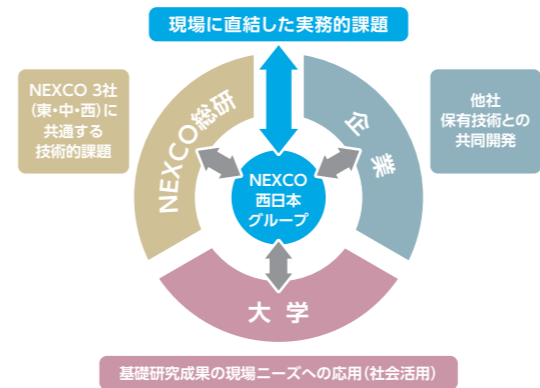 現場に直結した実務的課題
NEXCO 3社
(東・中・西)に
共通する
技術的課題
NEXCO総研
企業
他社
保有技術との
共同開発
NEXCO
西日本
グループ
大学
基礎研究成果の現場ニーズへの応用(社会活用)